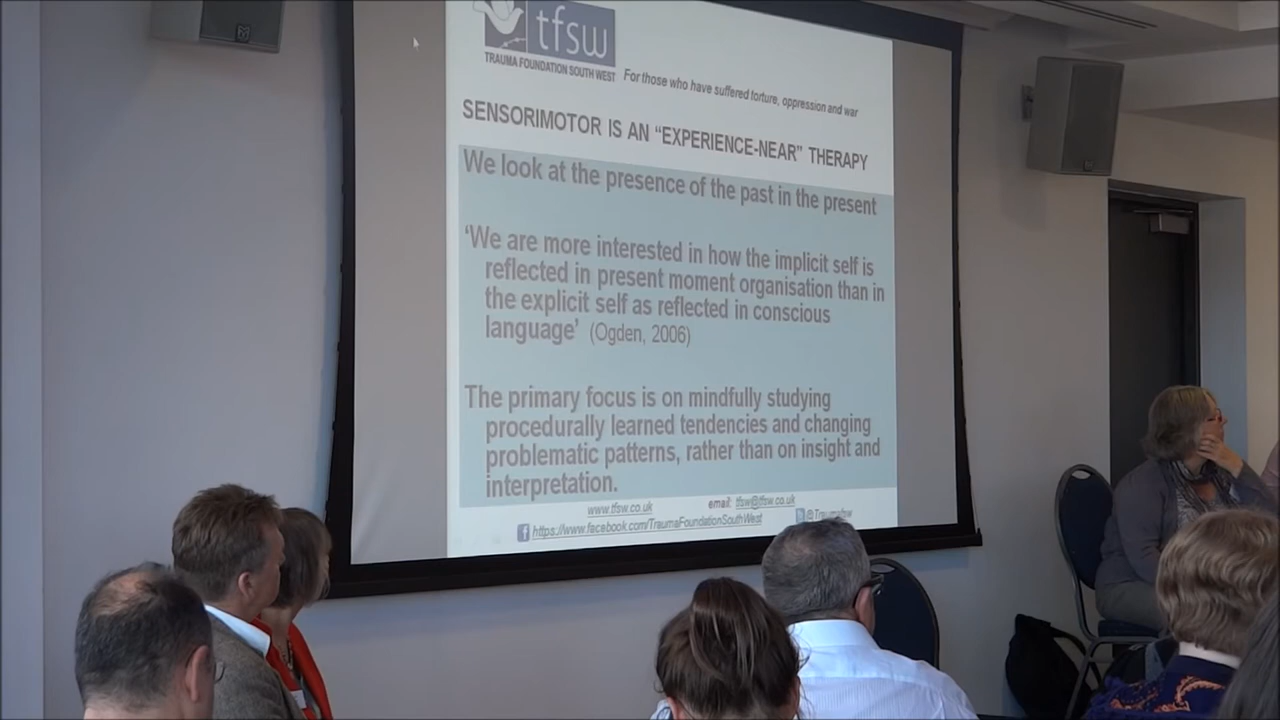 tfsw
TRAUMA FOUNDATION SOUTH WEST
For those who have suffered torture, oppression and war
SENSORIMOTOR IS AN “EXPERIENCE-NEAR” THERAPY
We look at the presence of the past in the present
‘We are more interested in how the implicit self is
reflected in present moment organisation than in
the explicit self as reflected in conscious
language’ (Ogden, 2006)
The primary focus is on mindfully studying
procedurally learned tendencies and changing
problematic patterns, rather than on insight and
interpretation.
www.tfsw.co.uk email: tfsw@tfsw.co.uk
f https://www.facebook.com/TraumaFoundationSouthWest @Traumatfsw